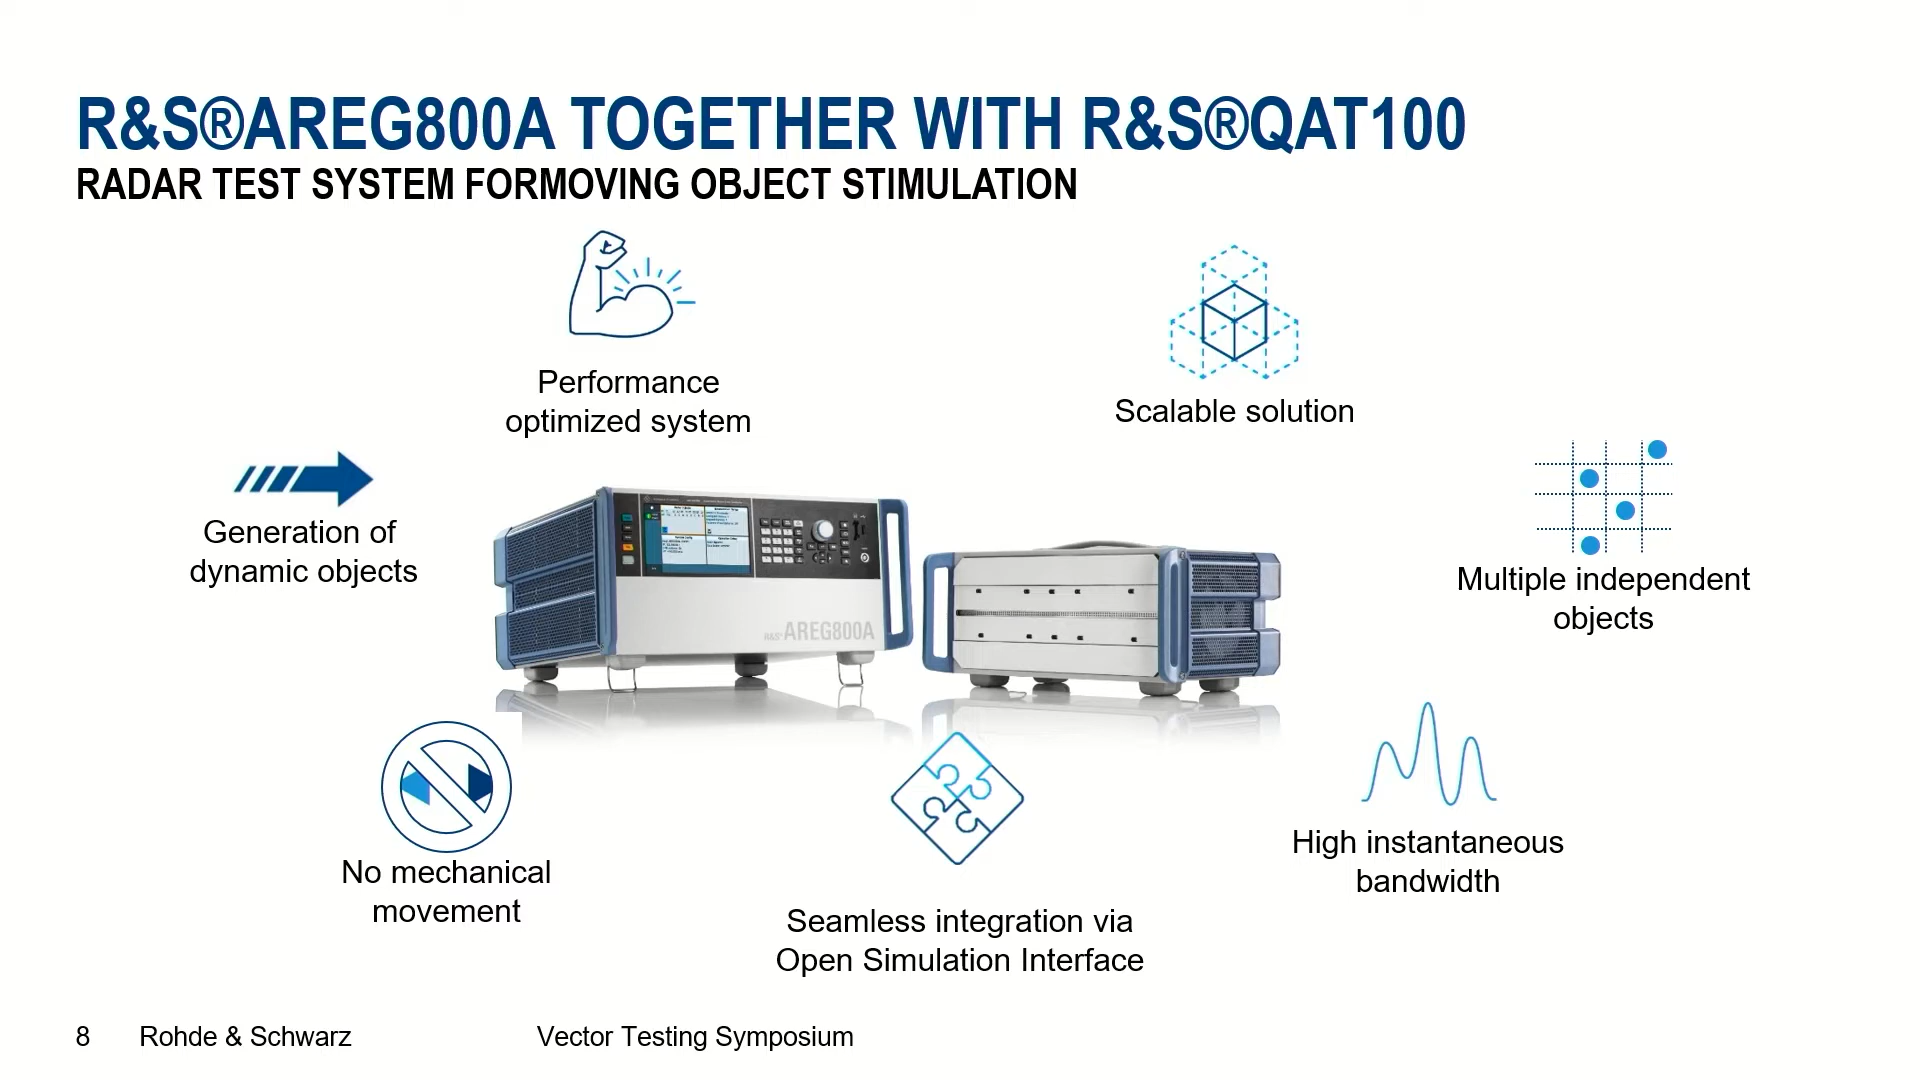 R&S®AREG800A TOGETHER WITH R&S®QAT100
RADAR TEST SYSTEM FORMOVING OBJECT STIMULATION
Performance
optimized system
Scalable solution
Generation of
dynamic objects
Multiple independent
objects
R&S®AREG800A
No mechanical
movement
High instantaneous
bandwidth
Seamless integration via
Open Simulation Interface
8 Rohde & Schwarz Vector Testing Symposium